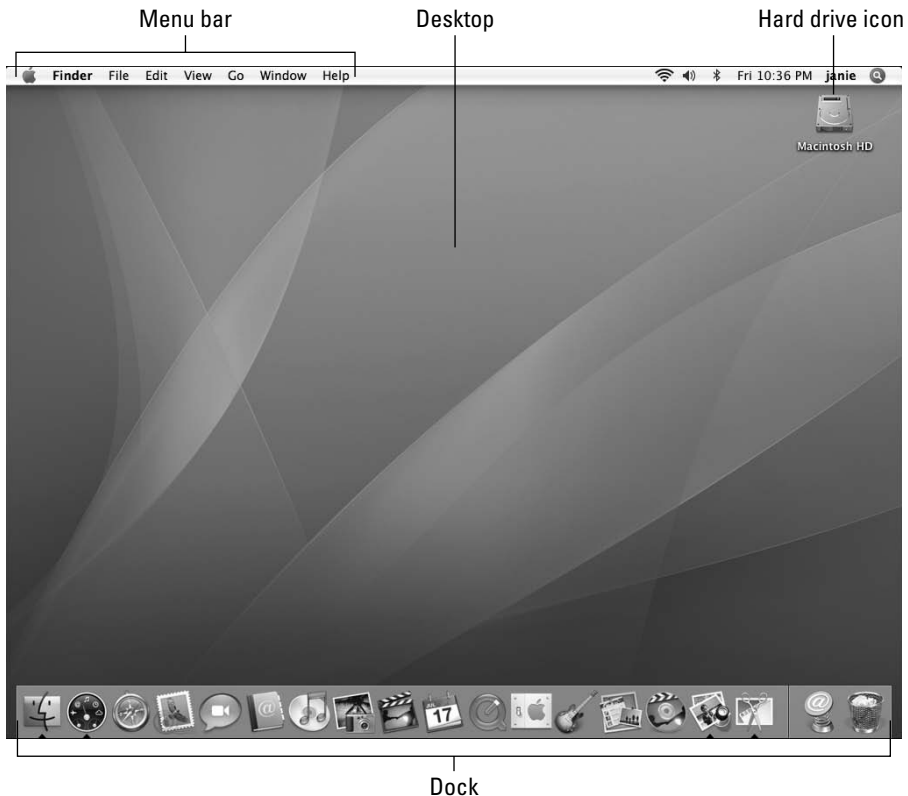 Menu bar
Desktop
Hard drive icon
Finder File Edit View Go Window Help
Fri 10:36 PM janie
Macintosh HD
17
Dock